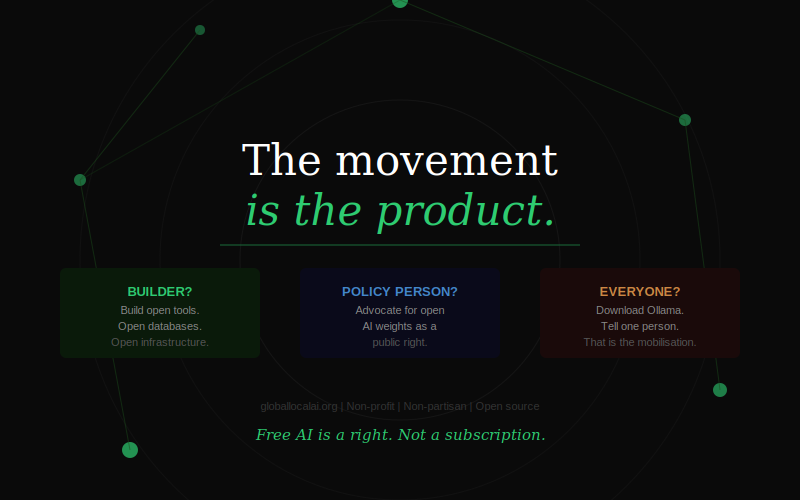 The movement
is the product.
BUILDER?
Build open tools.
Open databases.
Open infrastructure.
POLICY PERSON?
Advocate for open
AI weights as a
public right.
EVERYONE?
Download Ollama.
Tell one person.
That is the mobilisation.
globallocalai.org | Non-profit | Non-partisan | Open source
Free AI is a right. Not a subscription.